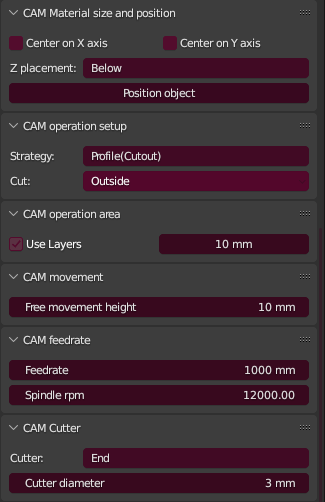 CAM Material size and position
Center on X axis Center on Y axis
Z placement: Below
Position object
CAM operation setup
Strategy: Profile(Cutout)
Cut: Outside
CAM operation area
Use Layers 10 mm
CAM movement
Free movement height 10 mm
CAM feedrate
Feedrate 1000 mm
Spindle rpm 12000.00
CAM Cutter
Cutter: End
Cutter diameter 3 mm